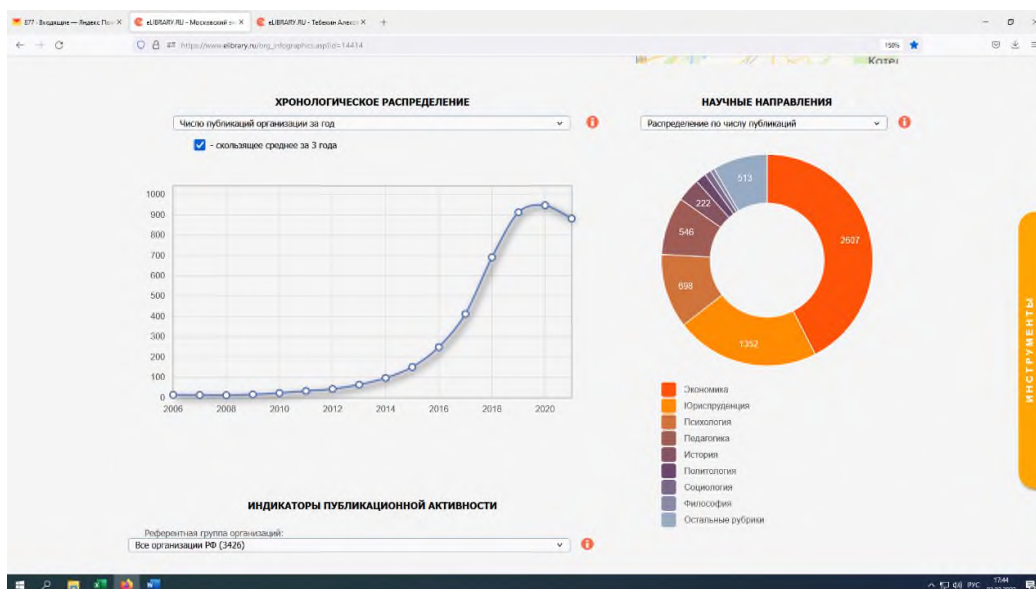 877 · Входящие — Яндекс Поч
eLIBRARY.RU - Московский
eLIBRARY.RU - Тебекин Алекс
https://www.elibrary.ru/org_infographics.asp?id=14414
150%
ХРОНОЛОГИЧЕСКОЕ РАСПРЕДЕЛЕНИЕ
Число публикаций организации за год
- скользящее среднее за 3 года
1000
900
800
700
600
500
400
300
200
100
0
2006 2008 2010 2012 2014 2016 2018 2020
НАУЧНЫЕ НАПРАВЛЕНИЯ
Распределение по числу публикаций
513
222
546
698
1352
2607
Экономика
Юриспруденция
Психология
Педагогика
История
Политология
Социология
Философия
Остальные рубрики
ИНСТРУМЕНТЫ
ИНДИКАТОРЫ ПУБЛИКАЦИОННОЙ АКТИВНОСТИ
Референтная группа организаций:
Все организации РФ (3426)
РУС
17:44